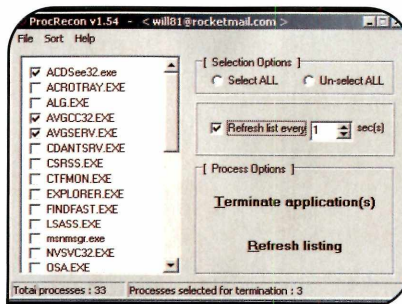 ProcRecon v1.54 - < will81@rocketmail.com >
File Sort Help
ACDSee32.exe
ACROTRAY.EXE
ALG.EXE
AVGCC32.EXE
AVGSERV.EXE
CDANTSRV.EXE
CSRSS.EXE
CTFMON.EXE
EXPLORER.EXE
FINDFAST.EXE
LSASS.EXE
msnmsgr.exe
NVSVC32.EXE
OSA.EXE
[ Selection Options ]
Select ALL Un-select ALL
Refresh list every 1 sec(s)
[ Process Options ]
Terminate application(s)
Refresh listing
Total processes : 33 Processes selected for termination : 3